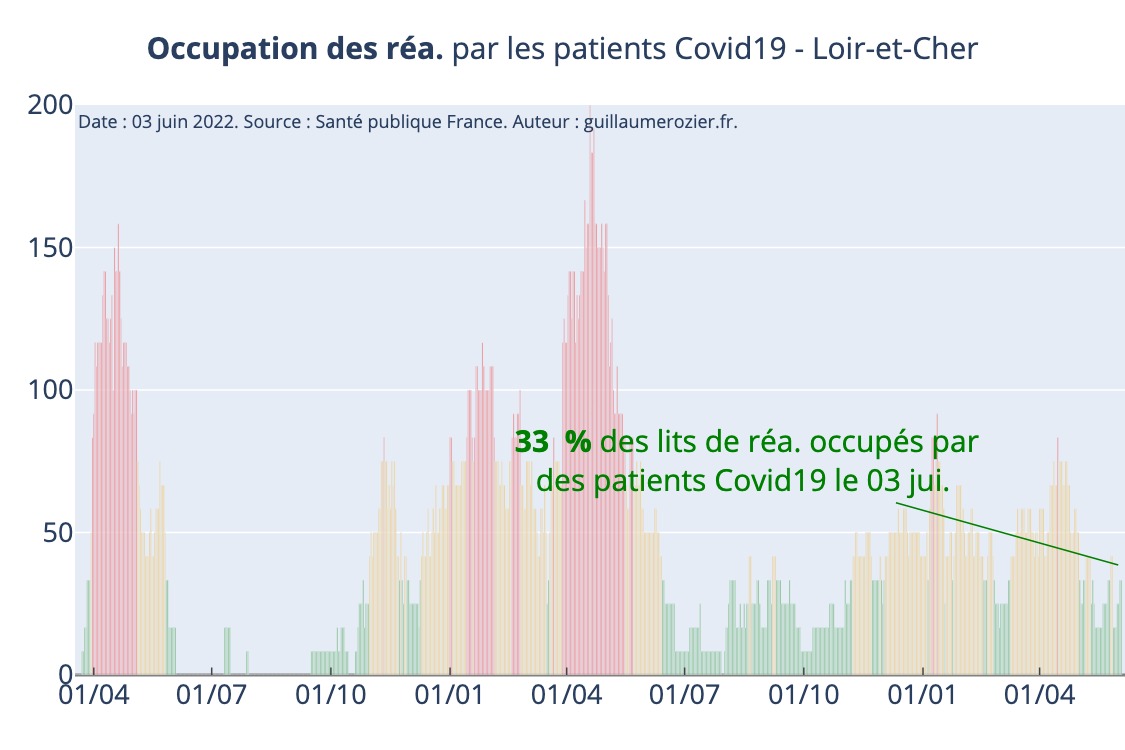 Occupation des réa. par les patients Covid19 - Loir-et-Cher
200
Date : 03 juin 2022. Source : Santé publique France. Auteur : guillaumerozier.fr.
150
100
33 % des lits de réa. occupés par
des patients Covid19 le 03 jui.
50
0
01/04 01/07 01/10 01/01 01/04 01/07 01/10 01/01 01/04